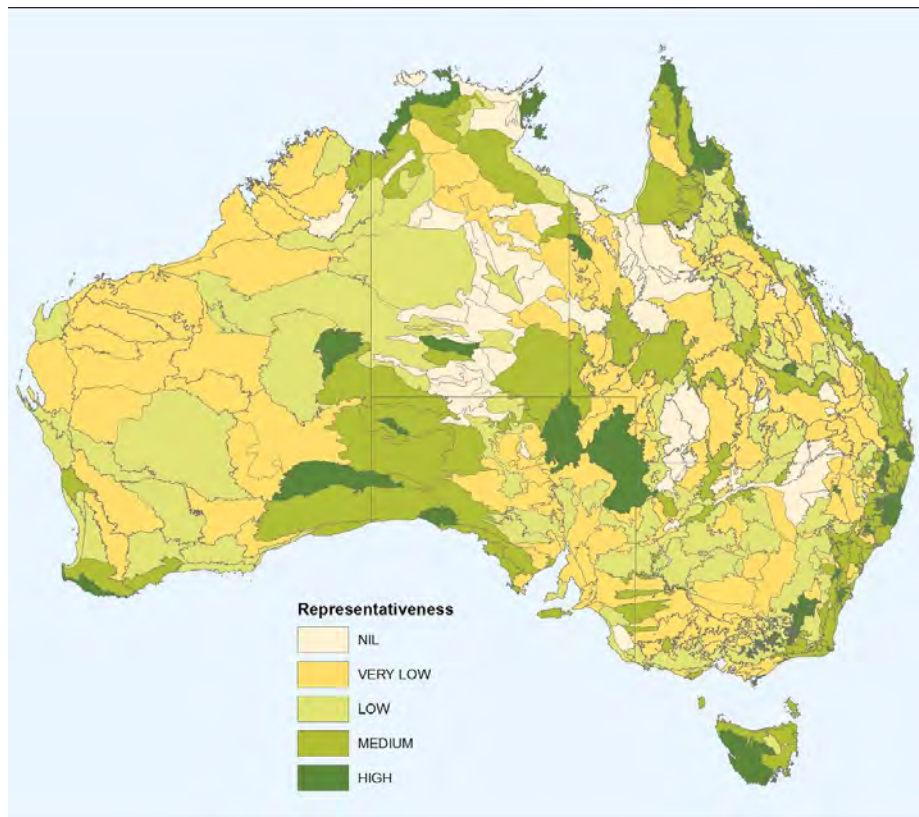 Representativeness
NIL
VERY LOW
LOW
MEDIUM
HIGH